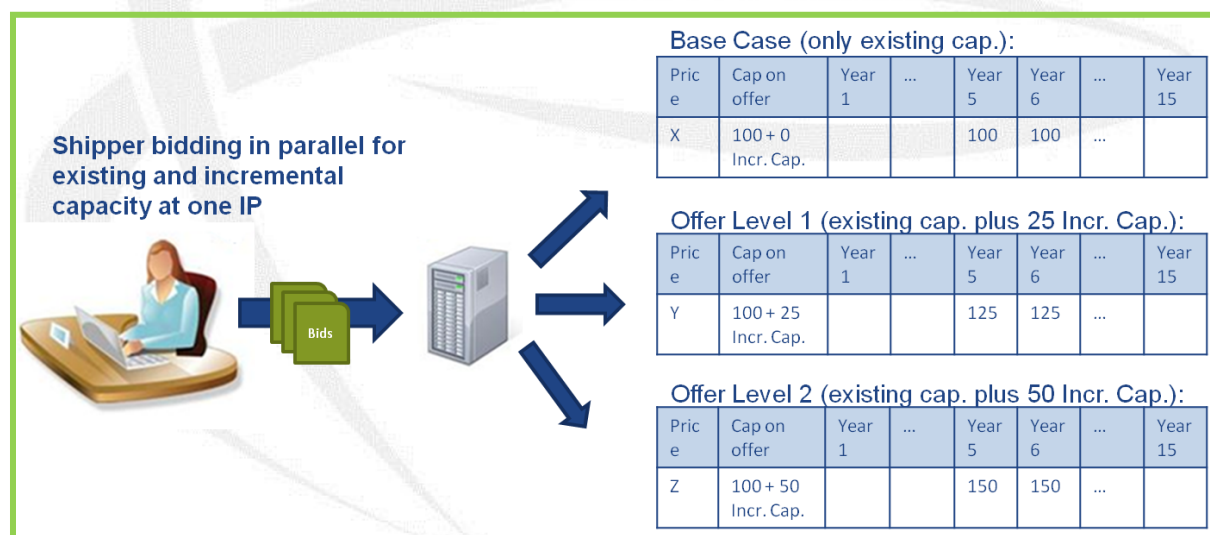 Shipper bidding in parallel for
existing and incremental
capacity at one IP
Bids
Base Case (only existing cap.):
Pric
e
Cap on
offer
Year
1
...
Year
5
Year
6
...
Year
15
X
100 + 0
Incr. Cap.
100
100
...
Offer Level 1 (existing cap. plus 25 Incr. Cap.):
Pric
e
Cap on
offer
Year
1
...
Year
5
Year
6
...
Year
15
Y
100 + 25
Incr. Cap.
125
125
...
Offer Level 2 (existing cap. plus 50 Incr. Cap.):
Pric
e
Cap on
offer
Year
1
...
Year
5
Year
6
...
Year
15
Z
100 + 50
Incr. Cap.
150
150
...